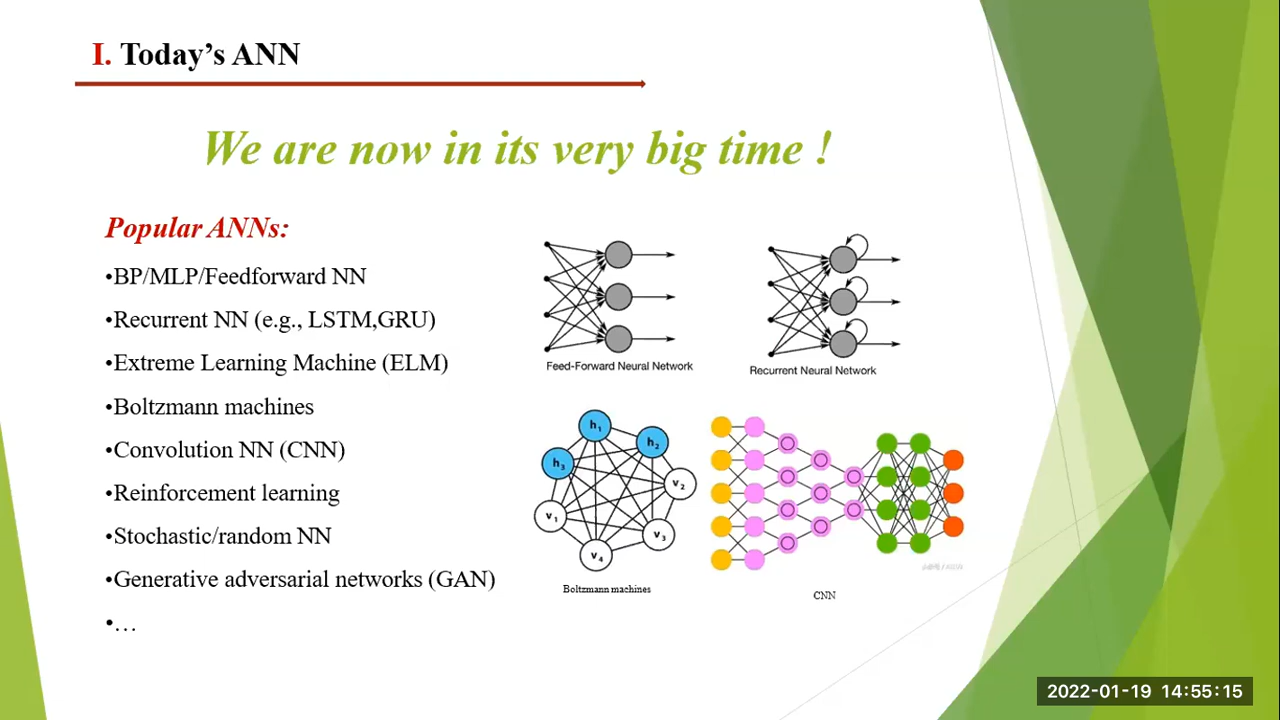 I. Today's ANN
We are now in its very big time !
Popular ANNs:
•BP/MLP/Feedforward NN
•Recurrent NN (e.g., LSTM,GRU)
•Extreme Learning Machine (ELM)
•Boltzmann machines
•Convolution NN (CNN)
•Reinforcement learning
•Stochastic/random NN
•Generative adversarial networks (GAN)
•…
Feed-Forward Neural Network
Recurrent Neural Network
h1
h2
h3
v2
v1
v3
v4
Boltzmann machines
CNN
2022-01-19 14:55:15